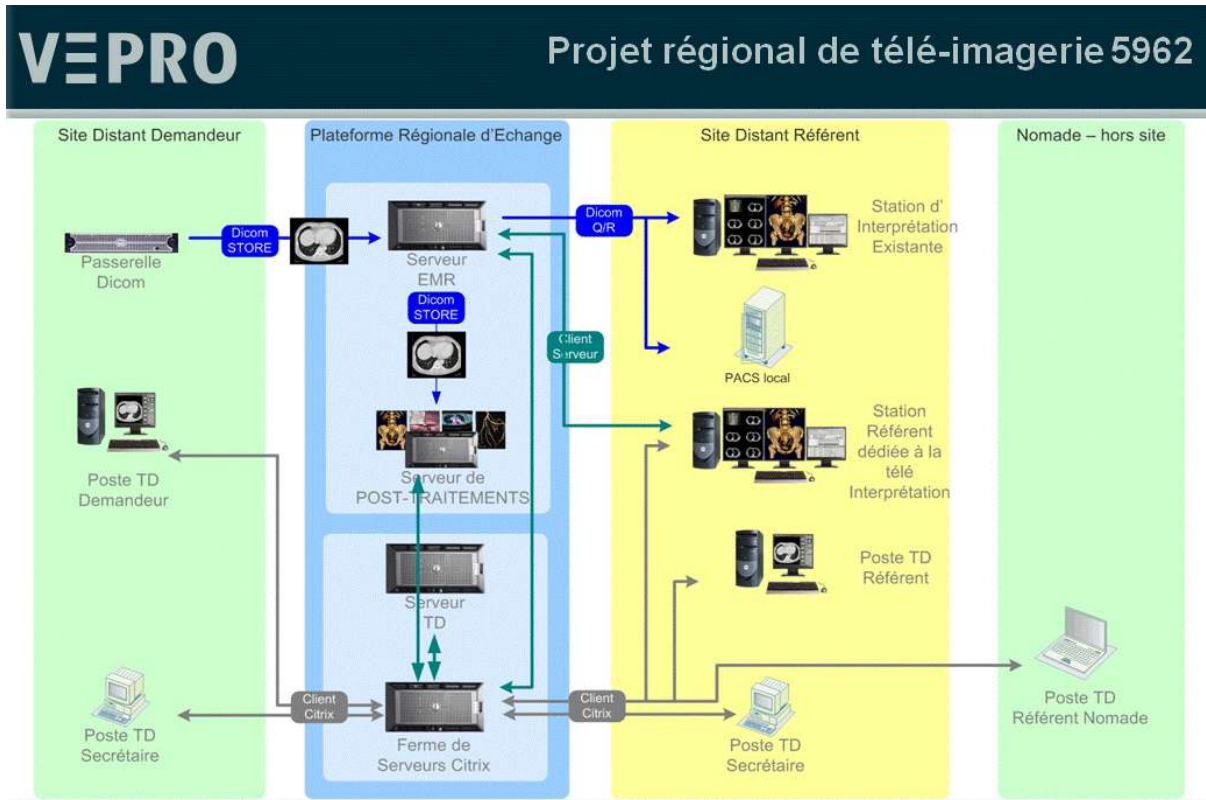 VEPRO
Projet régional de télé-imagerie 5962
Site Distant Demandeur
Plateforme Régionale d'Echange
Site Distant Référent
Nomade – hors site
Dicom
STORE
Passerelle
Dicom
Serveur
EMR
Dicom
Q/R
Station d'
Interprétation
Existante
Dicom
STORE
Client
Serveur
PACS local
Poste TD
Demandeur
Serveur de
POST-TRAITEMENTS
Station
Référent
dédiée à la
télé
Interprétation
Serveur
TD
Poste TD
Référent
Client
Citrix
Client
Citrix
Poste TD
Secrétaire
Ferme de
Serveurs Citrix
Poste TD
Secrétaire
Poste TD
Référent Nomade